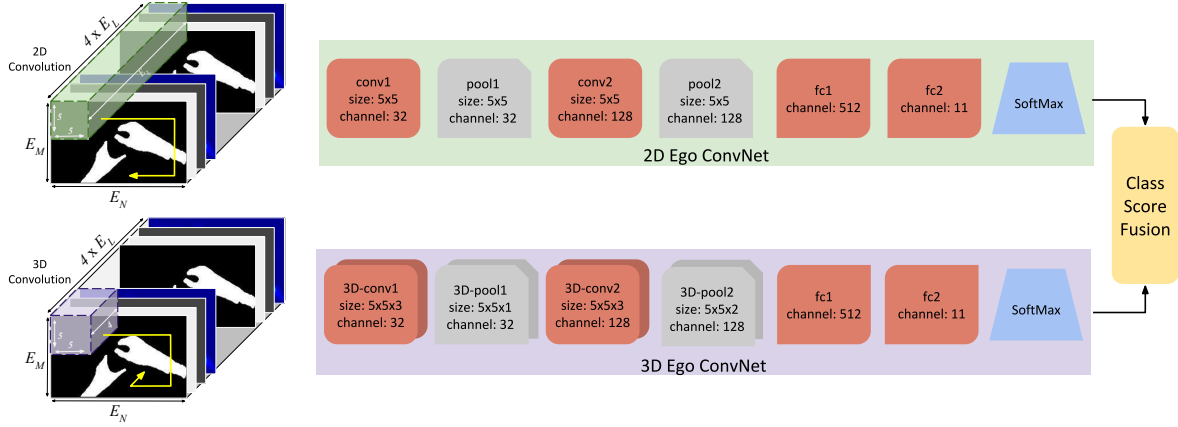 4 x E_L
2D
Convolution
5
5
E_M
E_N
conv1
size: 5x5
channel: 32
pool1
size: 5x5
channel: 32
conv2
size: 5x5
channel: 128
pool2
size: 5x5
channel: 128
fc1
channel: 512
fc2
channel: 11
SoftMax
2D Ego ConvNet
Class
Score
Fusion
4 x E_L
3D
Convolution
5
5
4
E_M
E_N
3D-conv1
size: 5x5x3
channel: 32
3D-pool1
size: 5x5x1
channel: 32
3D-conv2
size: 5x5x3
channel: 128
3D-pool2
size: 5x5x2
channel: 128
fc1
channel: 512
fc2
channel: 11
SoftMax
3D Ego ConvNet